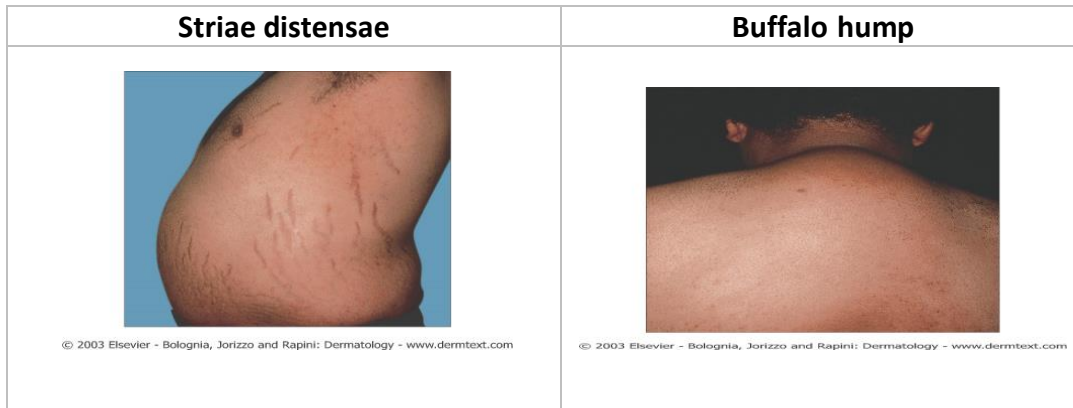 Striae distensae
Buffalo hump
© 2003 Elsevier - Bolognia, Jorizzo and Rapini: Dermatology - www.dermtext.com
© 2003 Elsevier - Bolognia, Jorizzo and Rapini: Dermatology - www.dermtext.com